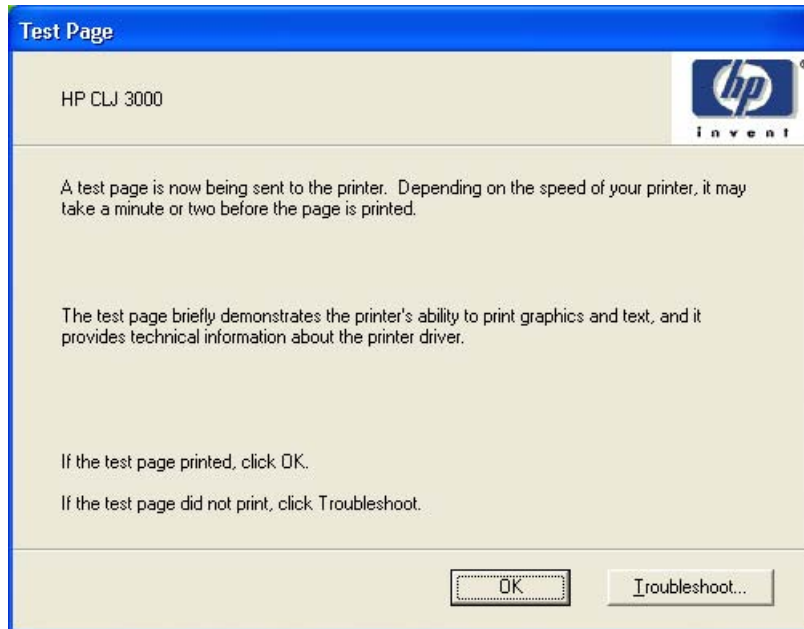 Test Page
HP CLJ 3000
hp
®
invent
A test page is now being sent to the printer. Depending on the speed of your printer, it may
take a minute or two before the page is printed.
The test page briefly demonstrates the printer's ability to print graphics and text, and it
provides technical information about the printer driver.
If the test page printed, click OK.
If the test page did not print, click Troubleshoot.
OK
Troubleshoot...